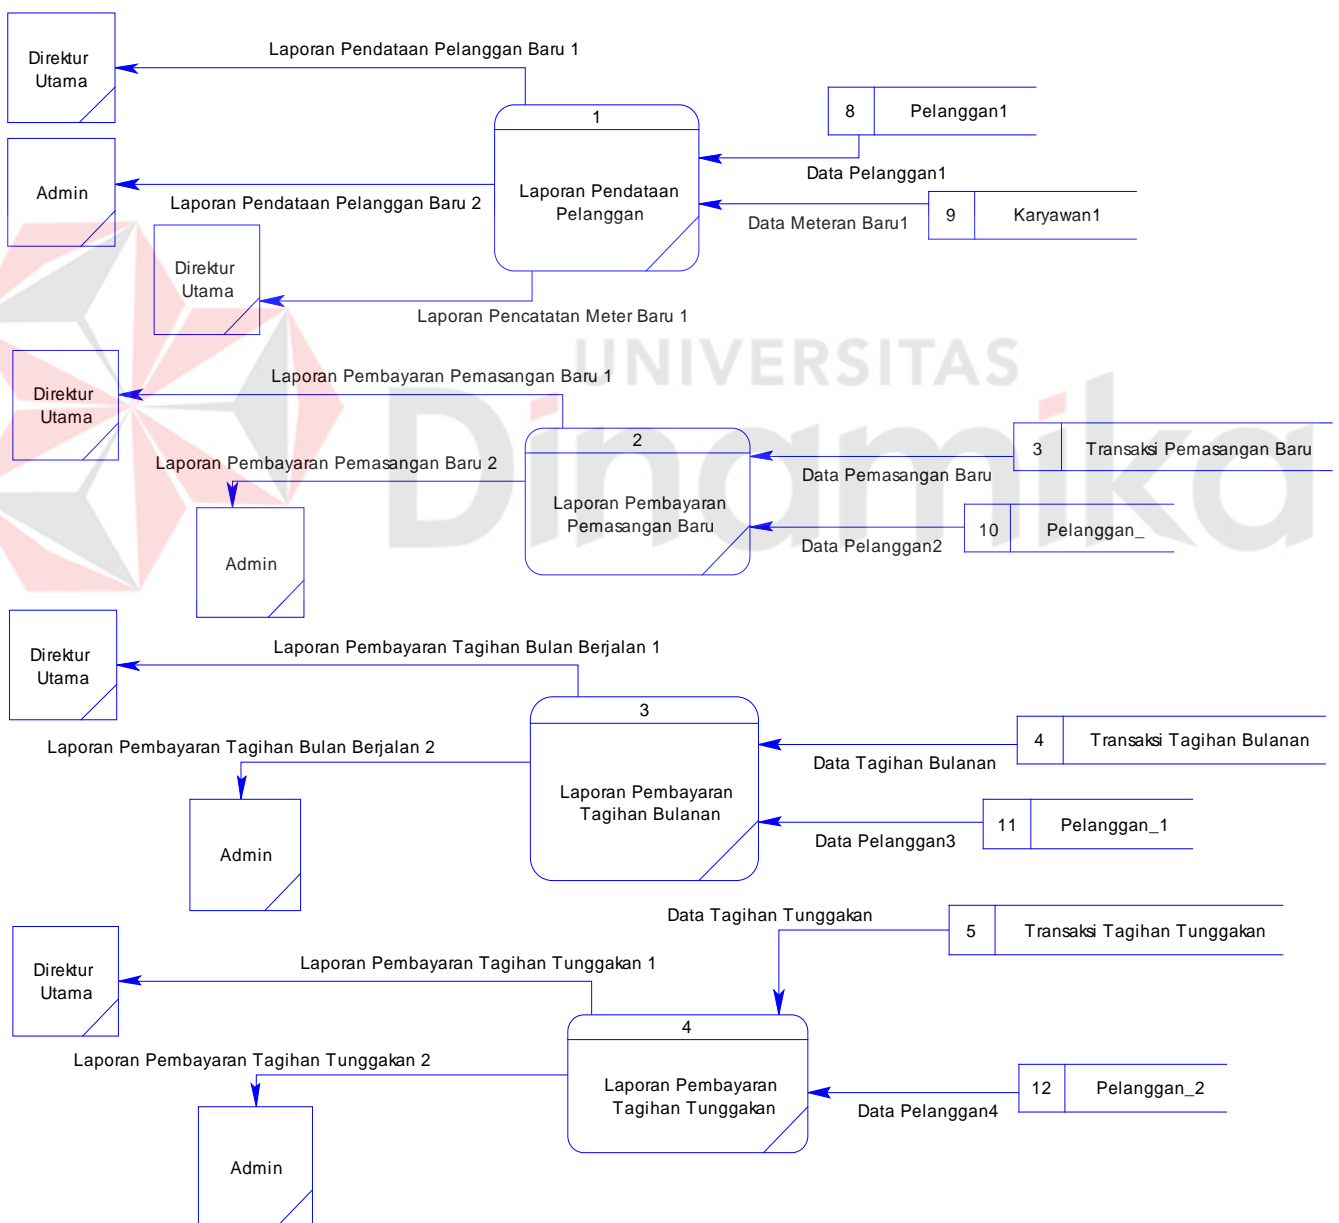 Direktur
Utama
Laporan Pendataan Pelanggan Baru 1
1
Laporan Pendataan
Pelanggan
8
Pelanggan1
Data Pelanggan1
Admin
Laporan Pendataan Pelanggan Baru 2
9
Karyawan1
Data Meteran Baru1
Direktur
Utama
Laporan Pencatatan Meter Baru 1
UNIVERSITAS
Dinamika
Direktur
Utama
Laporan Pembayaran Pemasangan Baru 1
2
Laporan Pembayaran
Pemasangan Baru
3
Transaksi Pemasangan Baru
Data Pemasangan Baru
Laporan Pembayaran Pemasangan Baru 2
Admin
10
Pelanggan_
Data Pelanggan2
Direktur
Utama
Laporan Pembayaran Tagihan Bulan Berjalan 1
3
Laporan Pembayaran
Tagihan Bulanan
4
Transaksi Tagihan Bulanan
Data Tagihan Bulanan
Laporan Pembayaran Tagihan Bulan Berjalan 2
Admin
11
Pelanggan_1
Data Pelanggan3
Data Tagihan Tunggakan
5
Transaksi Tagihan Tunggakan
Direktur
Utama
Laporan Pembayaran Tagihan Tunggakan 1
4
Laporan Pembayaran
Tagihan Tunggakan
Laporan Pembayaran Tagihan Tunggakan 2
Admin
12
Pelanggan_2
Data Pelanggan4